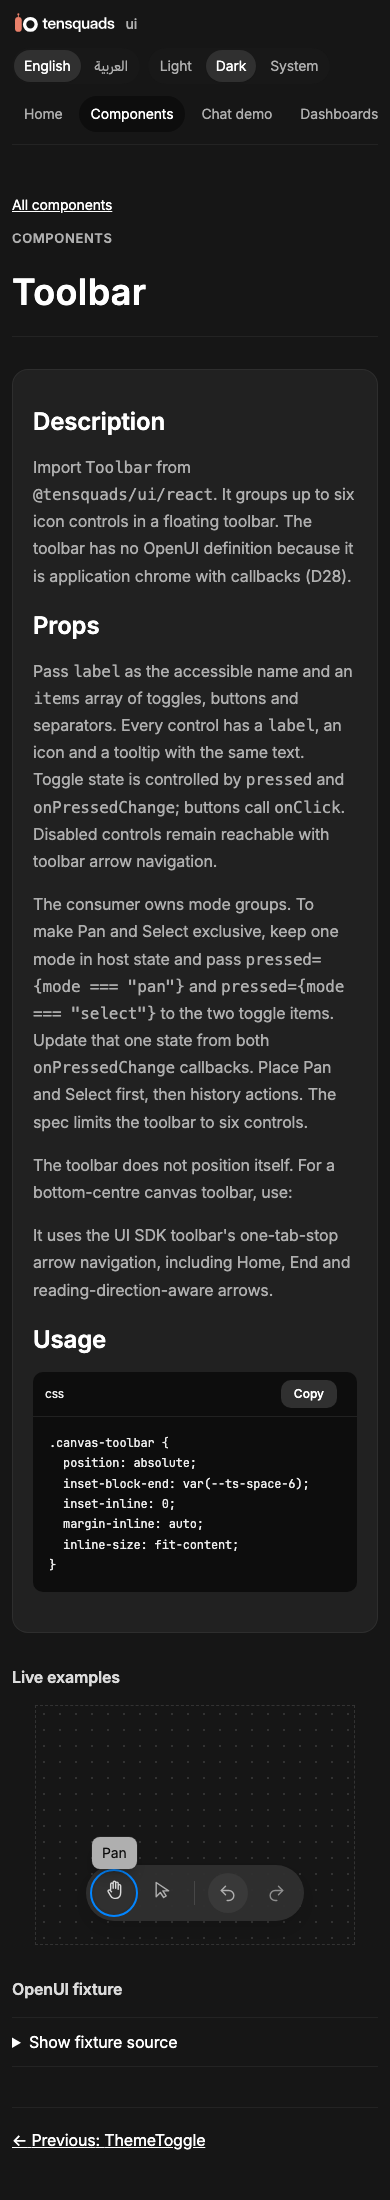 tensquads ui
English العربية Light Dark System
Home Components Chat demo Dashboards
All components
COMPONENTS
Toolbar
Description
Import Toolbar from
@tensquads/ui/react. It groups up to six
icon controls in a floating toolbar. The
toolbar has no OpenUI definition because it
is application chrome with callbacks (D28).
Props
Pass label as the accessible name and an
items array of toggles, buttons and
separators. Every control has a label, an
icon and a tooltip with the same text.
Toggle state is controlled by pressed and
onPressedChange; buttons call onClick.
Disabled controls remain reachable with
toolbar arrow navigation.
The consumer owns mode groups. To
make Pan and Select exclusive, keep one
mode in host state and pass pressed=
{mode === "pan"} and pressed={mode
=== "select"} to the two toggle items.
Update that one state from both
onPressedChange callbacks. Place Pan
and Select first, then history actions. The
spec limits the toolbar to six controls.
The toolbar does not position itself. For a
bottom-centre canvas toolbar, use:
It uses the UI SDK toolbar's one-tab-stop
arrow navigation, including Home, End and
reading-direction-aware arrows.
Usage
css Copy
.canvas-toolbar {
position: absolute;
inset-block-end: var(--ts-space-6);
inset-inline: 0;
margin-inline: auto;
inline-size: fit-content;
}
Live examples
Pan
OpenUI fixture
▶ Show fixture source
← Previous: ThemeToggle